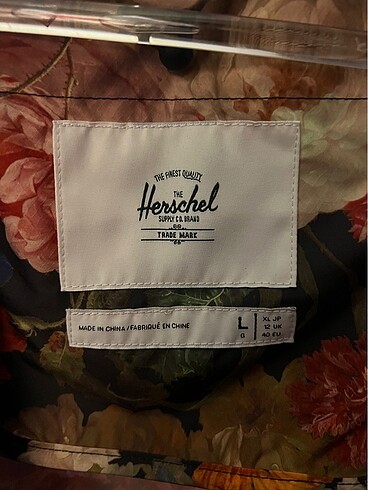 THE FINEST QUALITY
THE
Herschel
SUPPLY CO. BRAND
TRADE MARK
MADE IN CHINA / FABRIQUÉ EN CHINE
L
G
XL JP
12 UK
40 EU